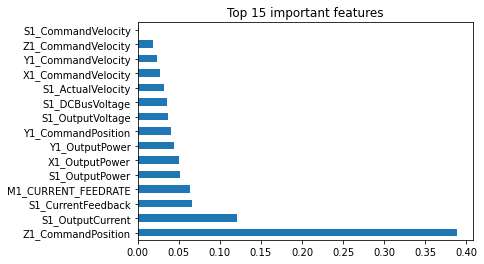 Top 15 important features
S1_CommandVelocity
Z1_CommandVelocity
Y1_CommandVelocity
X1_CommandVelocity
S1_ActualVelocity
S1_DCBusVoltage
S1_OutputVoltage
Y1_CommandPosition
Y1_OutputPower
X1_OutputPower
S1_OutputPower
M1_CURRENT_FEEDRATE
S1_CurrentFeedback
S1_OutputCurrent
Z1_CommandPosition
0.00 0.05 0.10 0.15 0.20 0.25 0.30 0.35 0.40